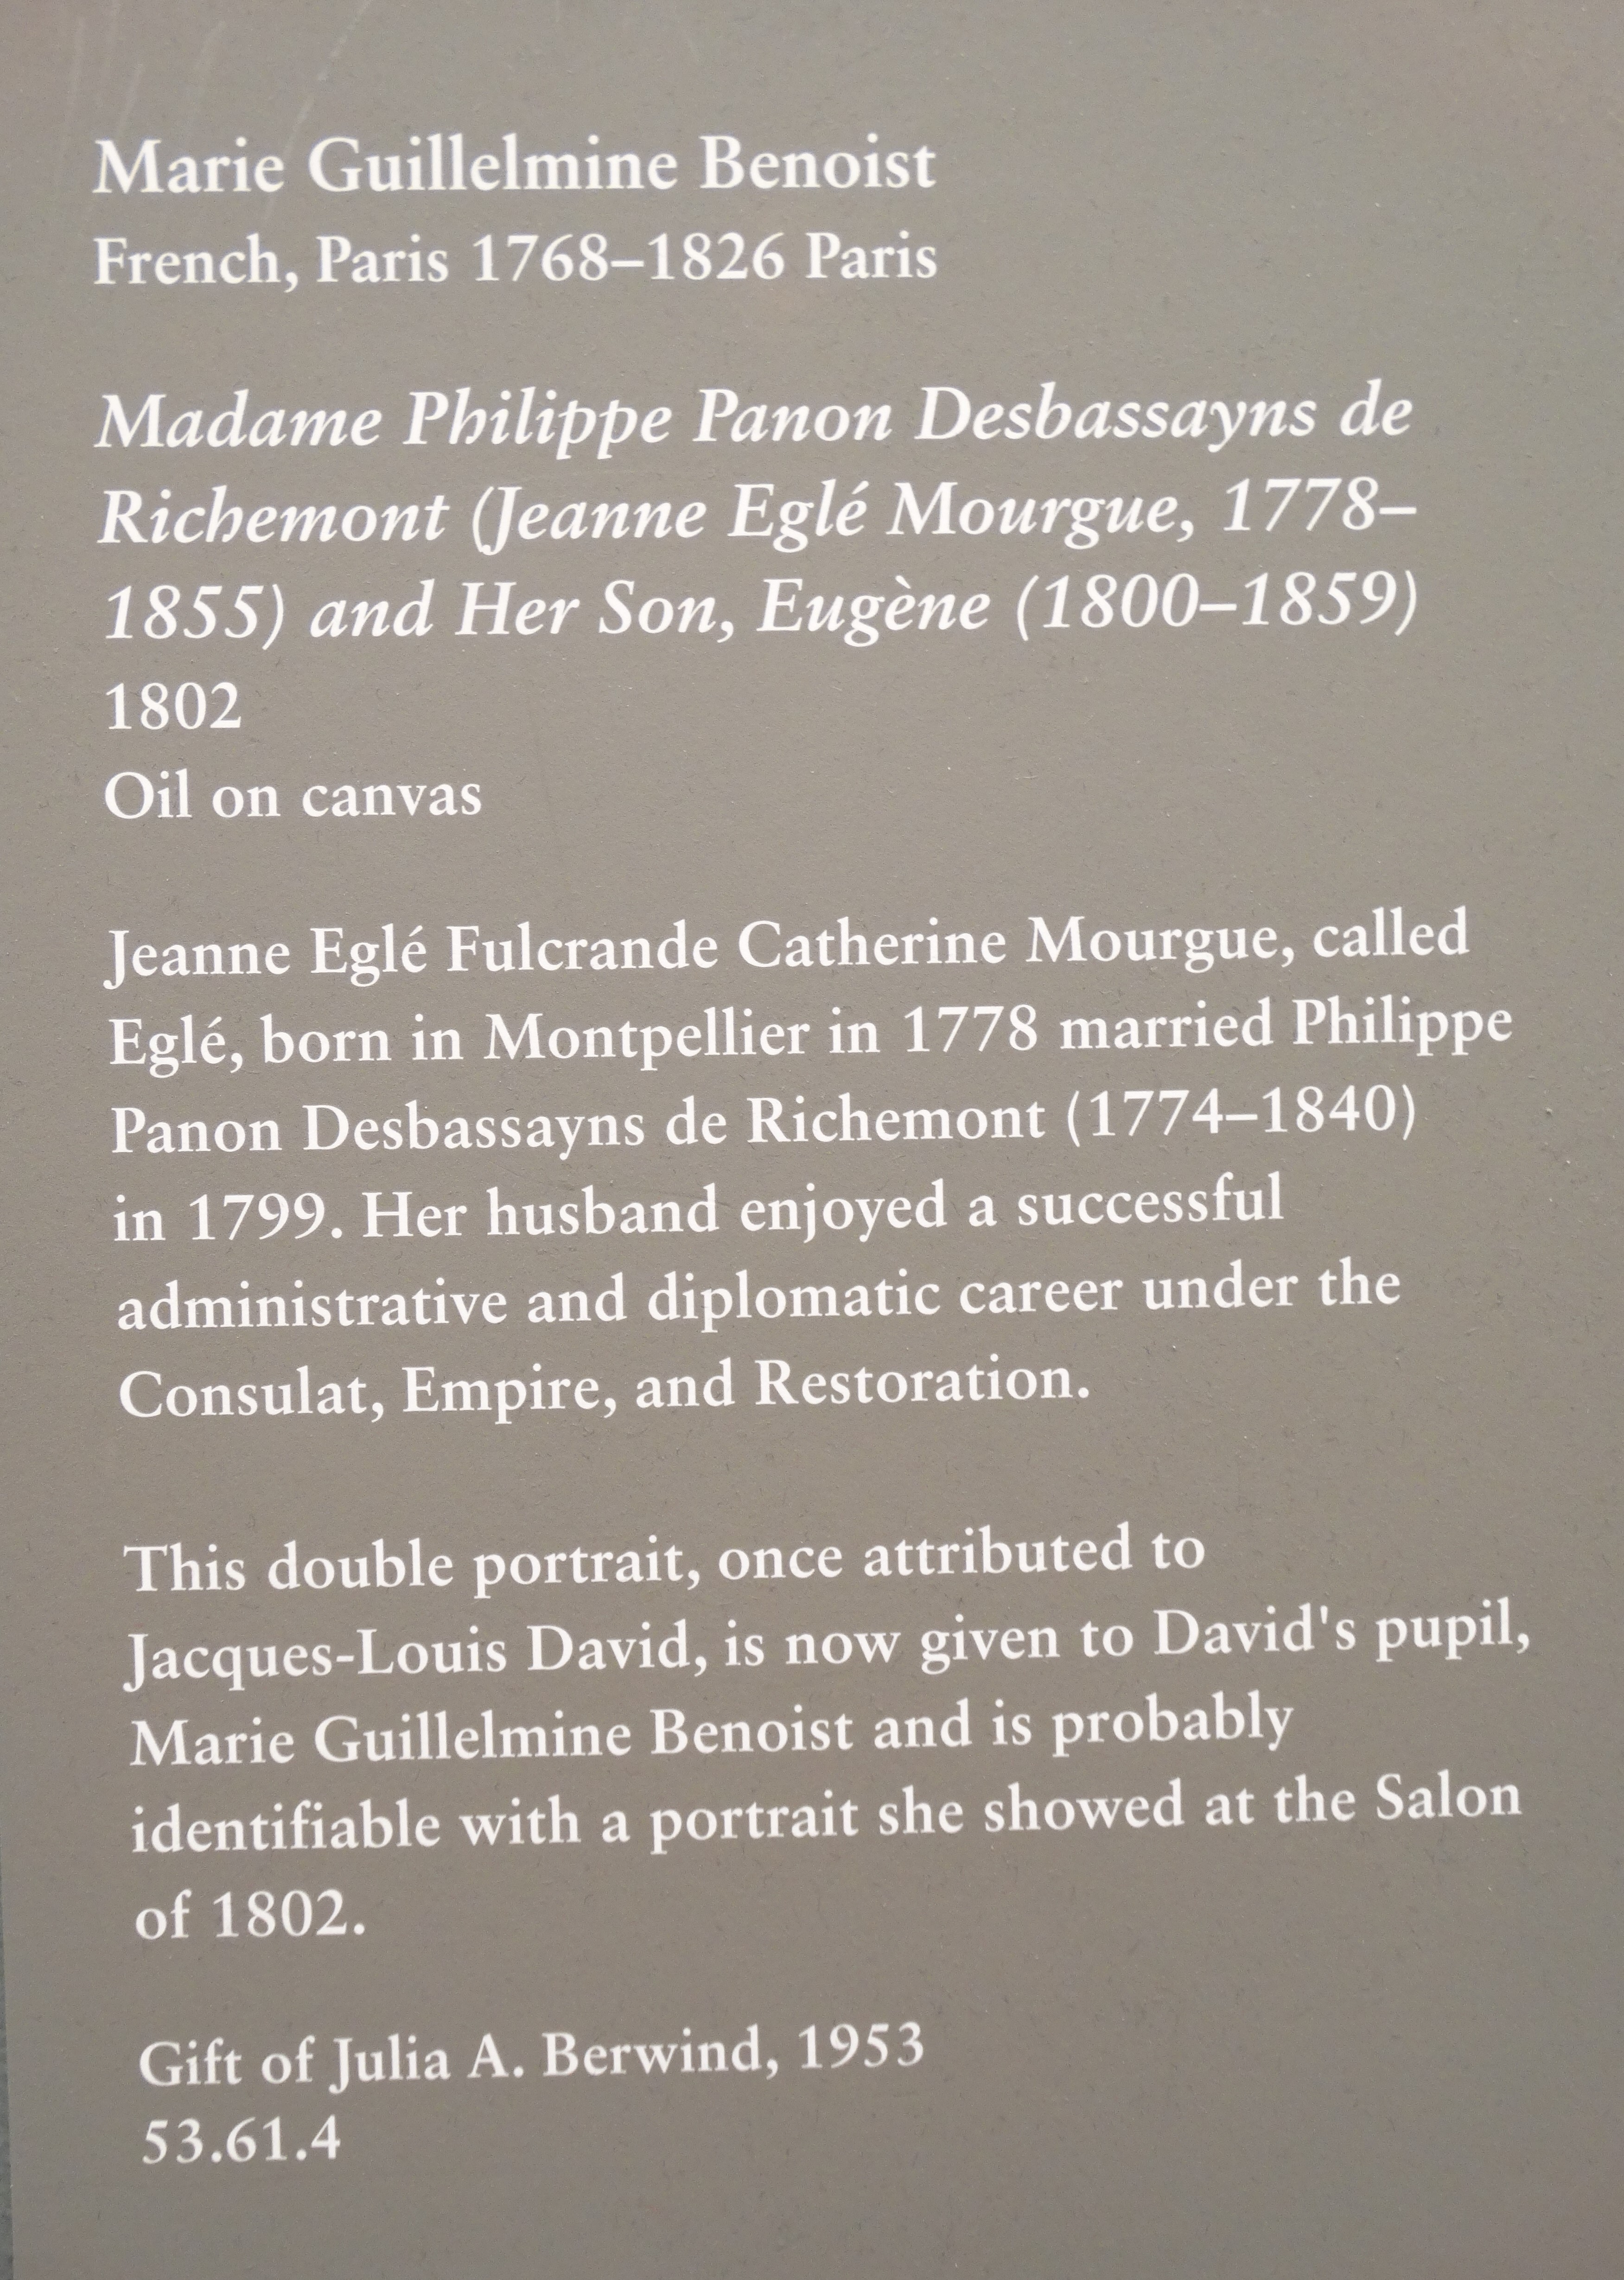 Marie Guillelmine Benoist
French, Paris 1768–1826 Paris
Madame Philippe Panon Desbassayns de
Richemont (Jeanne Eglé Mourgue, 1778–
1855) and Her Son, Eugène (1800–1859)
1802
Oil on canvas
Jeanne Eglé Fulcrande Catherine Mourgue, called
Eglé, born in Montpellier in 1778 married Philippe
Panon Desbassayns de Richemont (1774–1840)
in 1799. Her husband enjoyed a successful
administrative and diplomatic career under the
Consulat, Empire, and Restoration.
This double portrait, once attributed to
Jacques-Louis David, is now given to David's pupil,
Marie Guillelmine Benoist and is probably
identifiable with a portrait she showed at the Salon
of 1802.
Gift of Julia A. Berwind, 1953
53.61.4